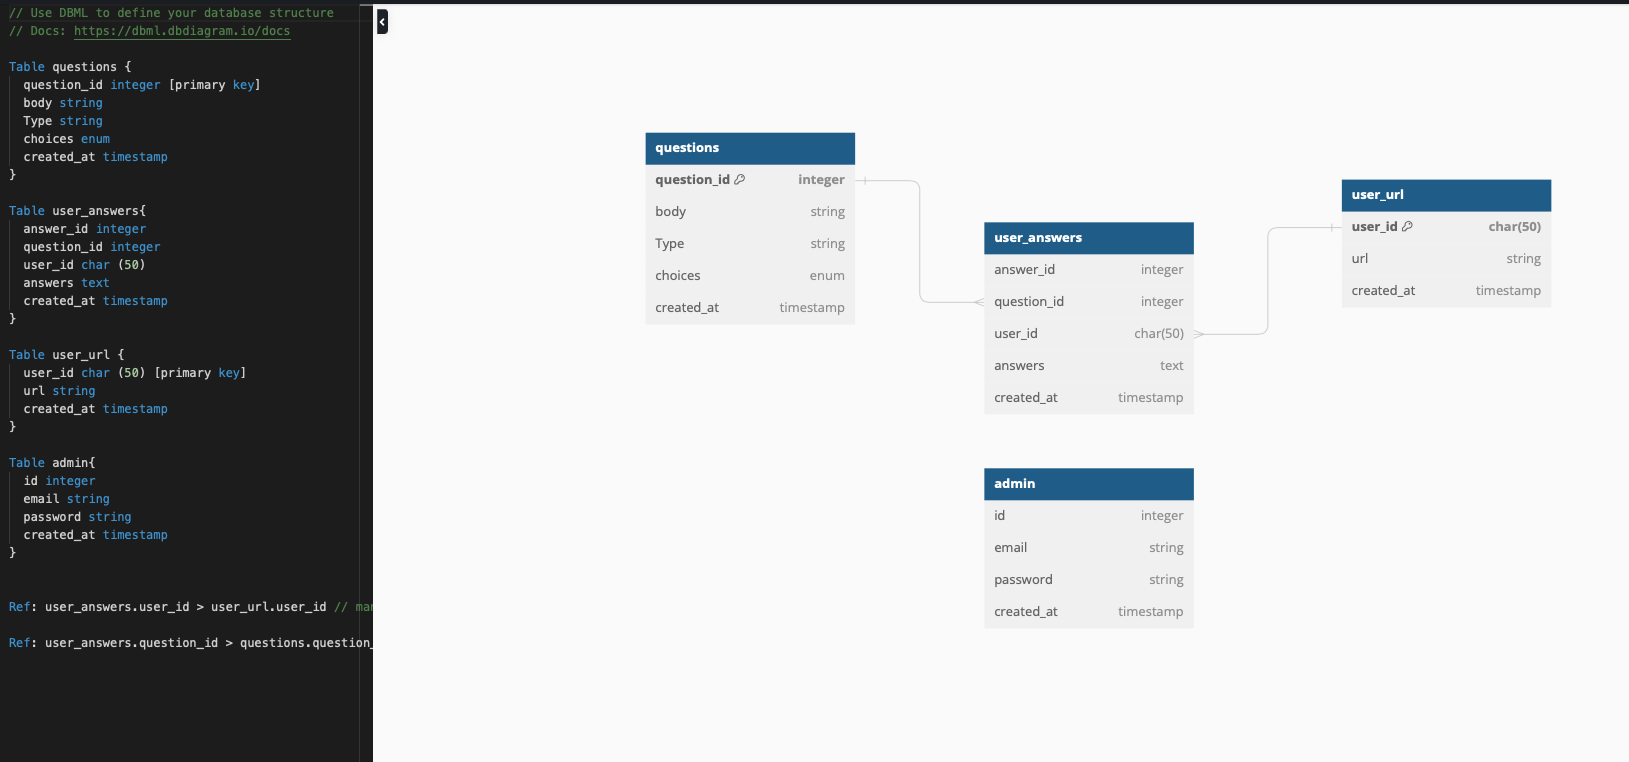 // Use DBML to define your database structure
// Docs: https://dbml.dbdiagram.io/docs
Table questions {
question_id integer [primary key]
body string
Type string
choices enum
created_at timestamp
}
Table user_answers{
answer_id integer
question_id integer
user_id char (50)
answers text
created_at timestamp
}
Table user_url {
user_id char (50) [primary key]
url string
created_at timestamp
}
Table admin{
id integer
email string
password string
created_at timestamp
}
Ref: user_answers.user_id > user_url.user_id //
Ref: user_answers.question_id > questions.question_
questions
question_id integer
body string
Type string
choices enum
created_at timestamp
user_answers
answer_id integer
question_id integer
user_id char(50)
answers text
created_at timestamp
user_url
user_id char(50)
url string
created_at timestamp
admin
id integer
email string
password string
created_at timestamp